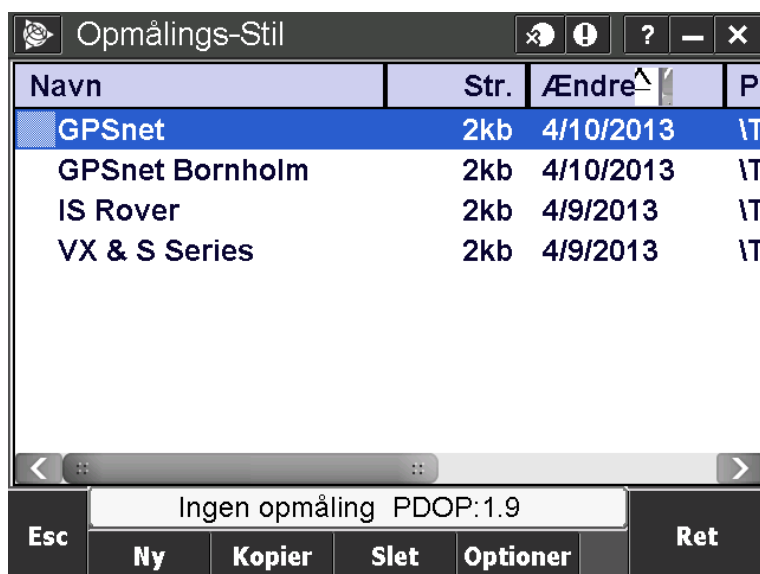 Opmålings-Stil ?
Navn Str. Ændre P
GPSnet 2kb 4/10/2013 \T
GPSnet Bornholm 2kb 4/10/2013 \T
IS Rover 2kb 4/9/2013 \T
VX & S Series 2kb 4/9/2013 \T
Ingen opmåling PDOP:1.9
Esc Ny Kopier Slet Optioner Ret